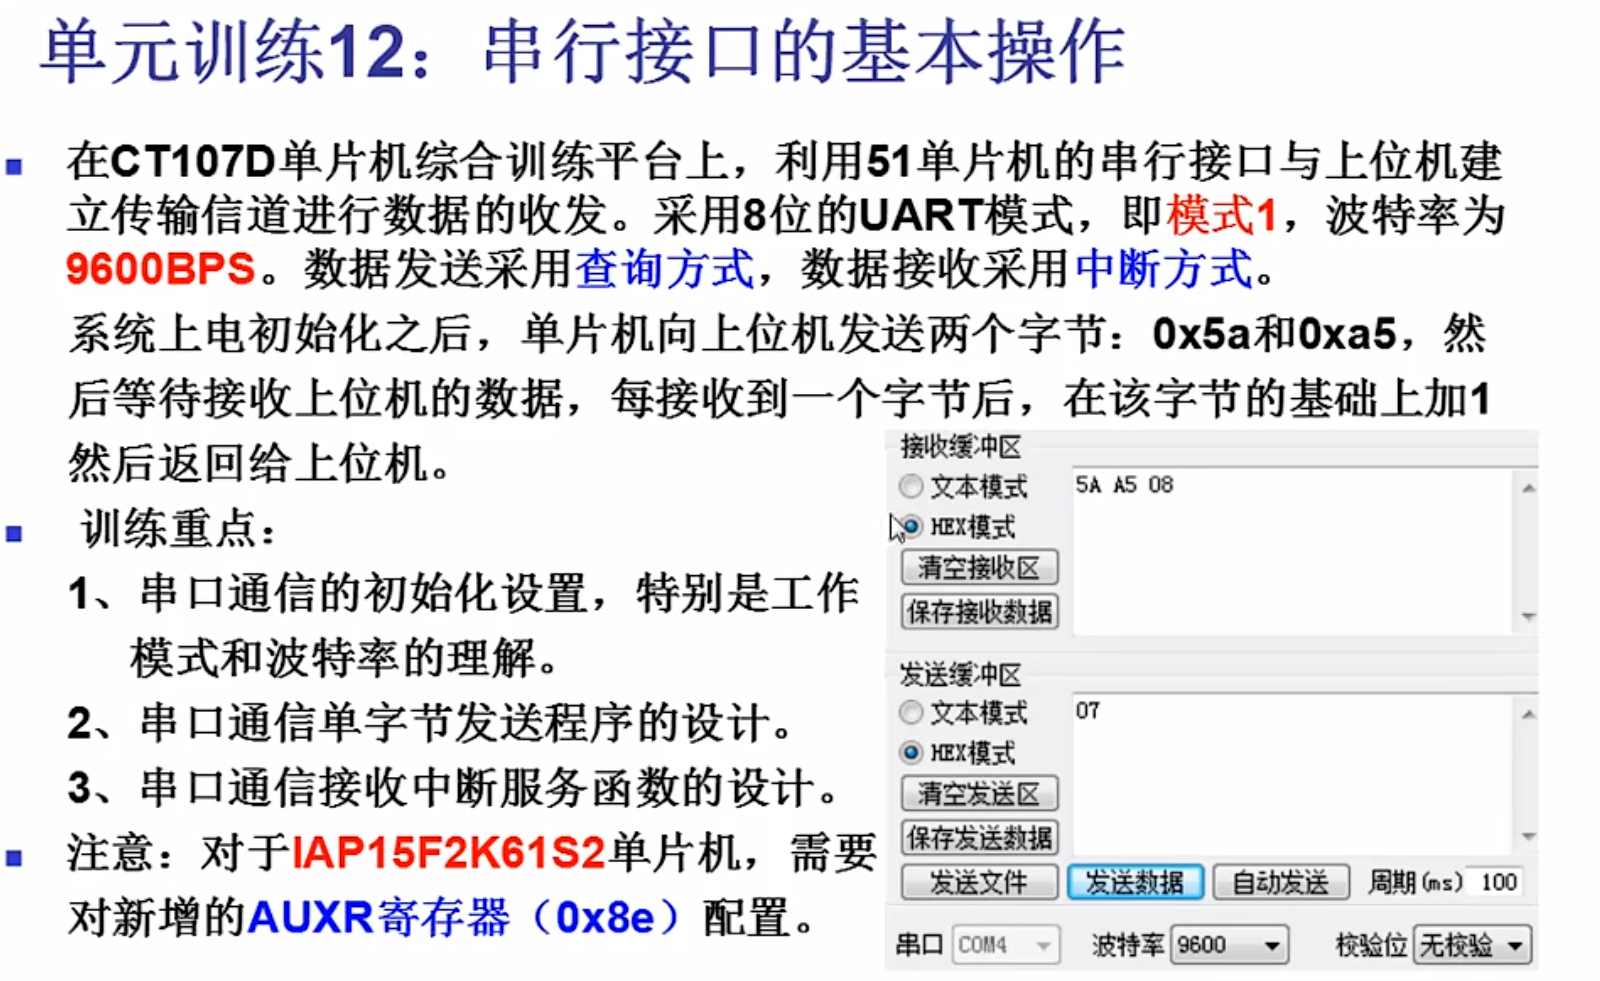 单元训练12：串行接口的基本操作
在CT107D单片机综合训练平台上，利用51单片机的串行接口与上位机建
立传输信道进行数据的收发。采用8位的UART模式，即模式1，波特率为
9600BPS。数据发送采用查询方式，数据接收采用中断方式。
系统上电初始化之后，单片机向上位机发送两个字节：0x5a和0xa5，然
后等待接收上位机的数据，每接收到一个字节后，在该字节的基础上加1
然后返回给上位机。
训练重点：
1、串口通信的初始化设置，特别是工作
模式和波特率的理解。
2、串口通信单字节发送程序的设计。
3、串口通信接收中断服务函数的设计。
注意：对于IAP15F2K61S2单片机，需要
对新增的AUXR寄存器（0x8e）配置。
接收缓冲区
文本模式
HEX模式
清空接收区
保存接收数据
5A A5 08
发送缓冲区
文本模式
HEX模式
清空发送区
保存发送数据
07
发送文件 发送数据 自动发送 周期(ms) 100
串口 COM4 波特率 9600 校验位 无校验